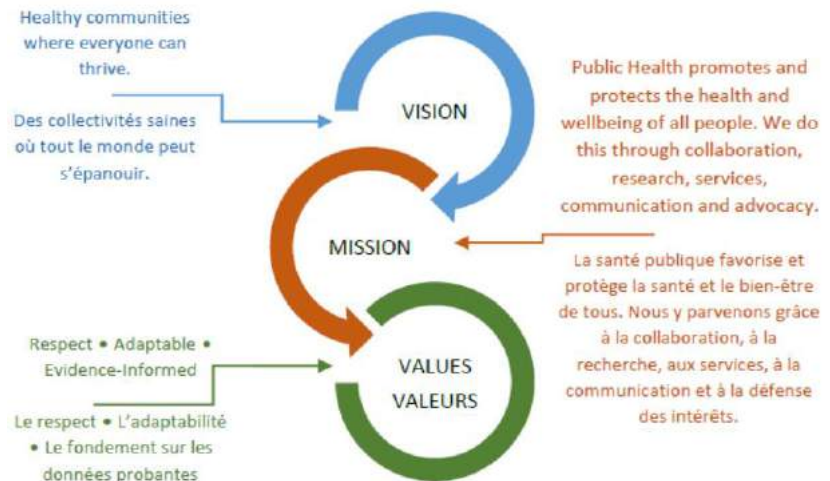 Healthy communities
where everyone can
thrive.
Des collectivités saines
où tout le monde peut
s'épanouir.
VISION
Public Health promotes and
protects the health and
wellbeing of all people. We do
this through collaboration,
research, services,
communication and advocacy.
MISSION
La santé publique favorise et
protège la santé et le bien-être
de tous. Nous y parvenons grâce
à la collaboration, à la
recherche, aux services, à la
communication et à la défense
des intérêts.
Respect • Adaptable •
Evidence-Informed
Le respect • L'adaptabilité
• Le fondement sur les
données probantes
VALUES
VALEURS